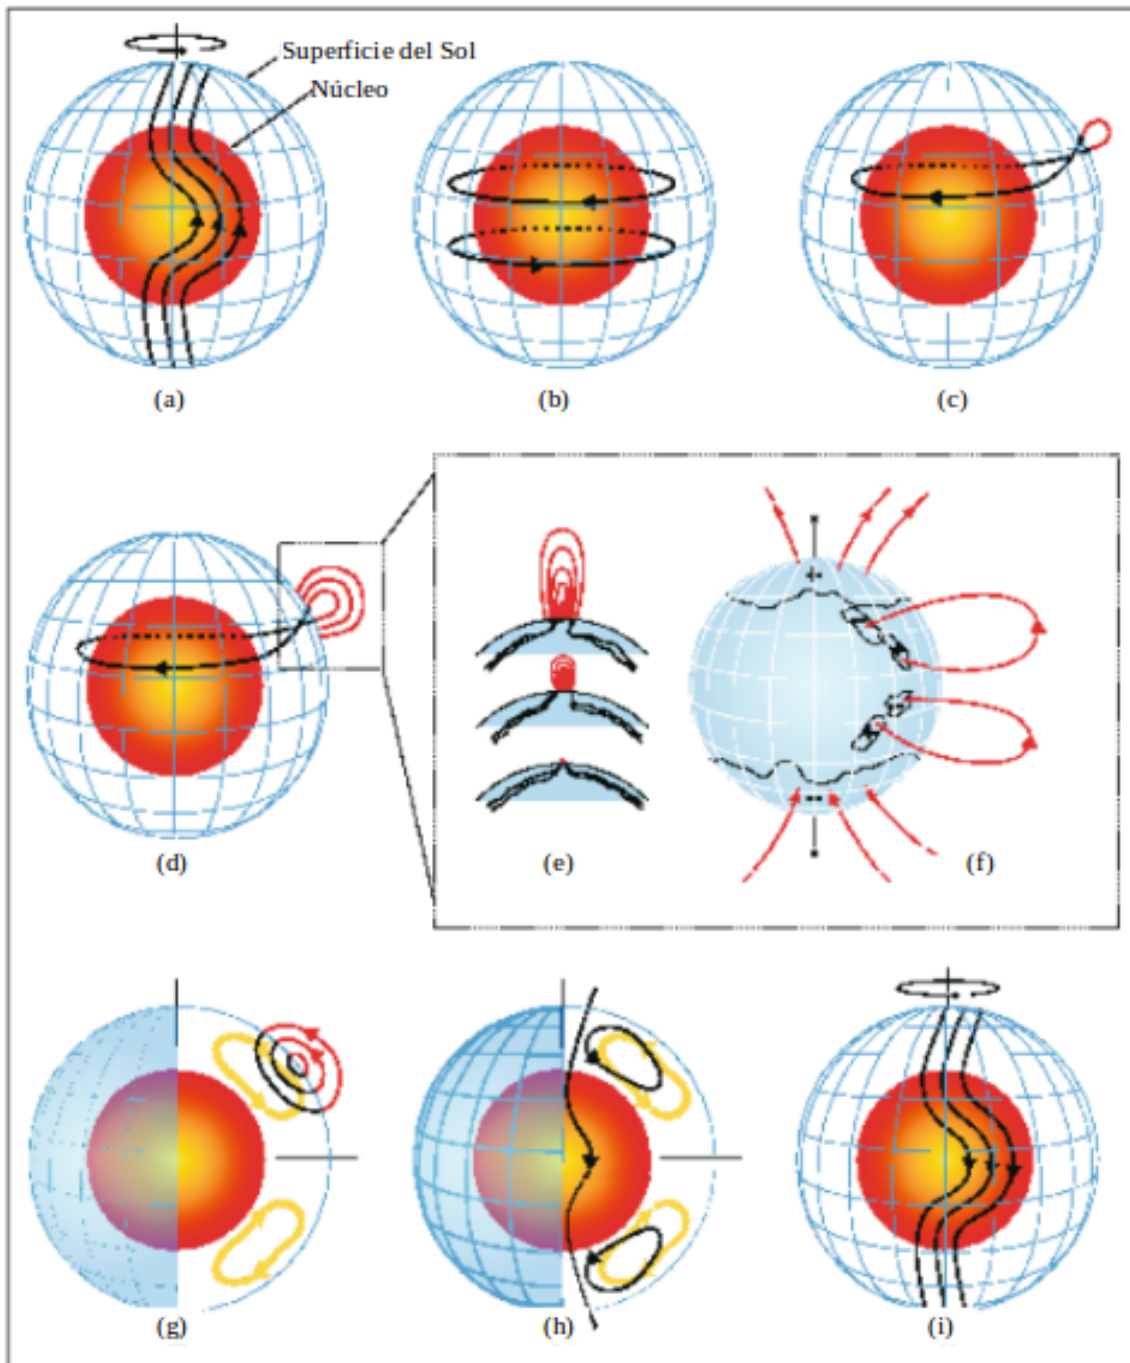 Superficie del Sol
Núcleo
(a)
(b)
(c)
+
--
(d)
(e)
(f)
(g)
(h)
(i)